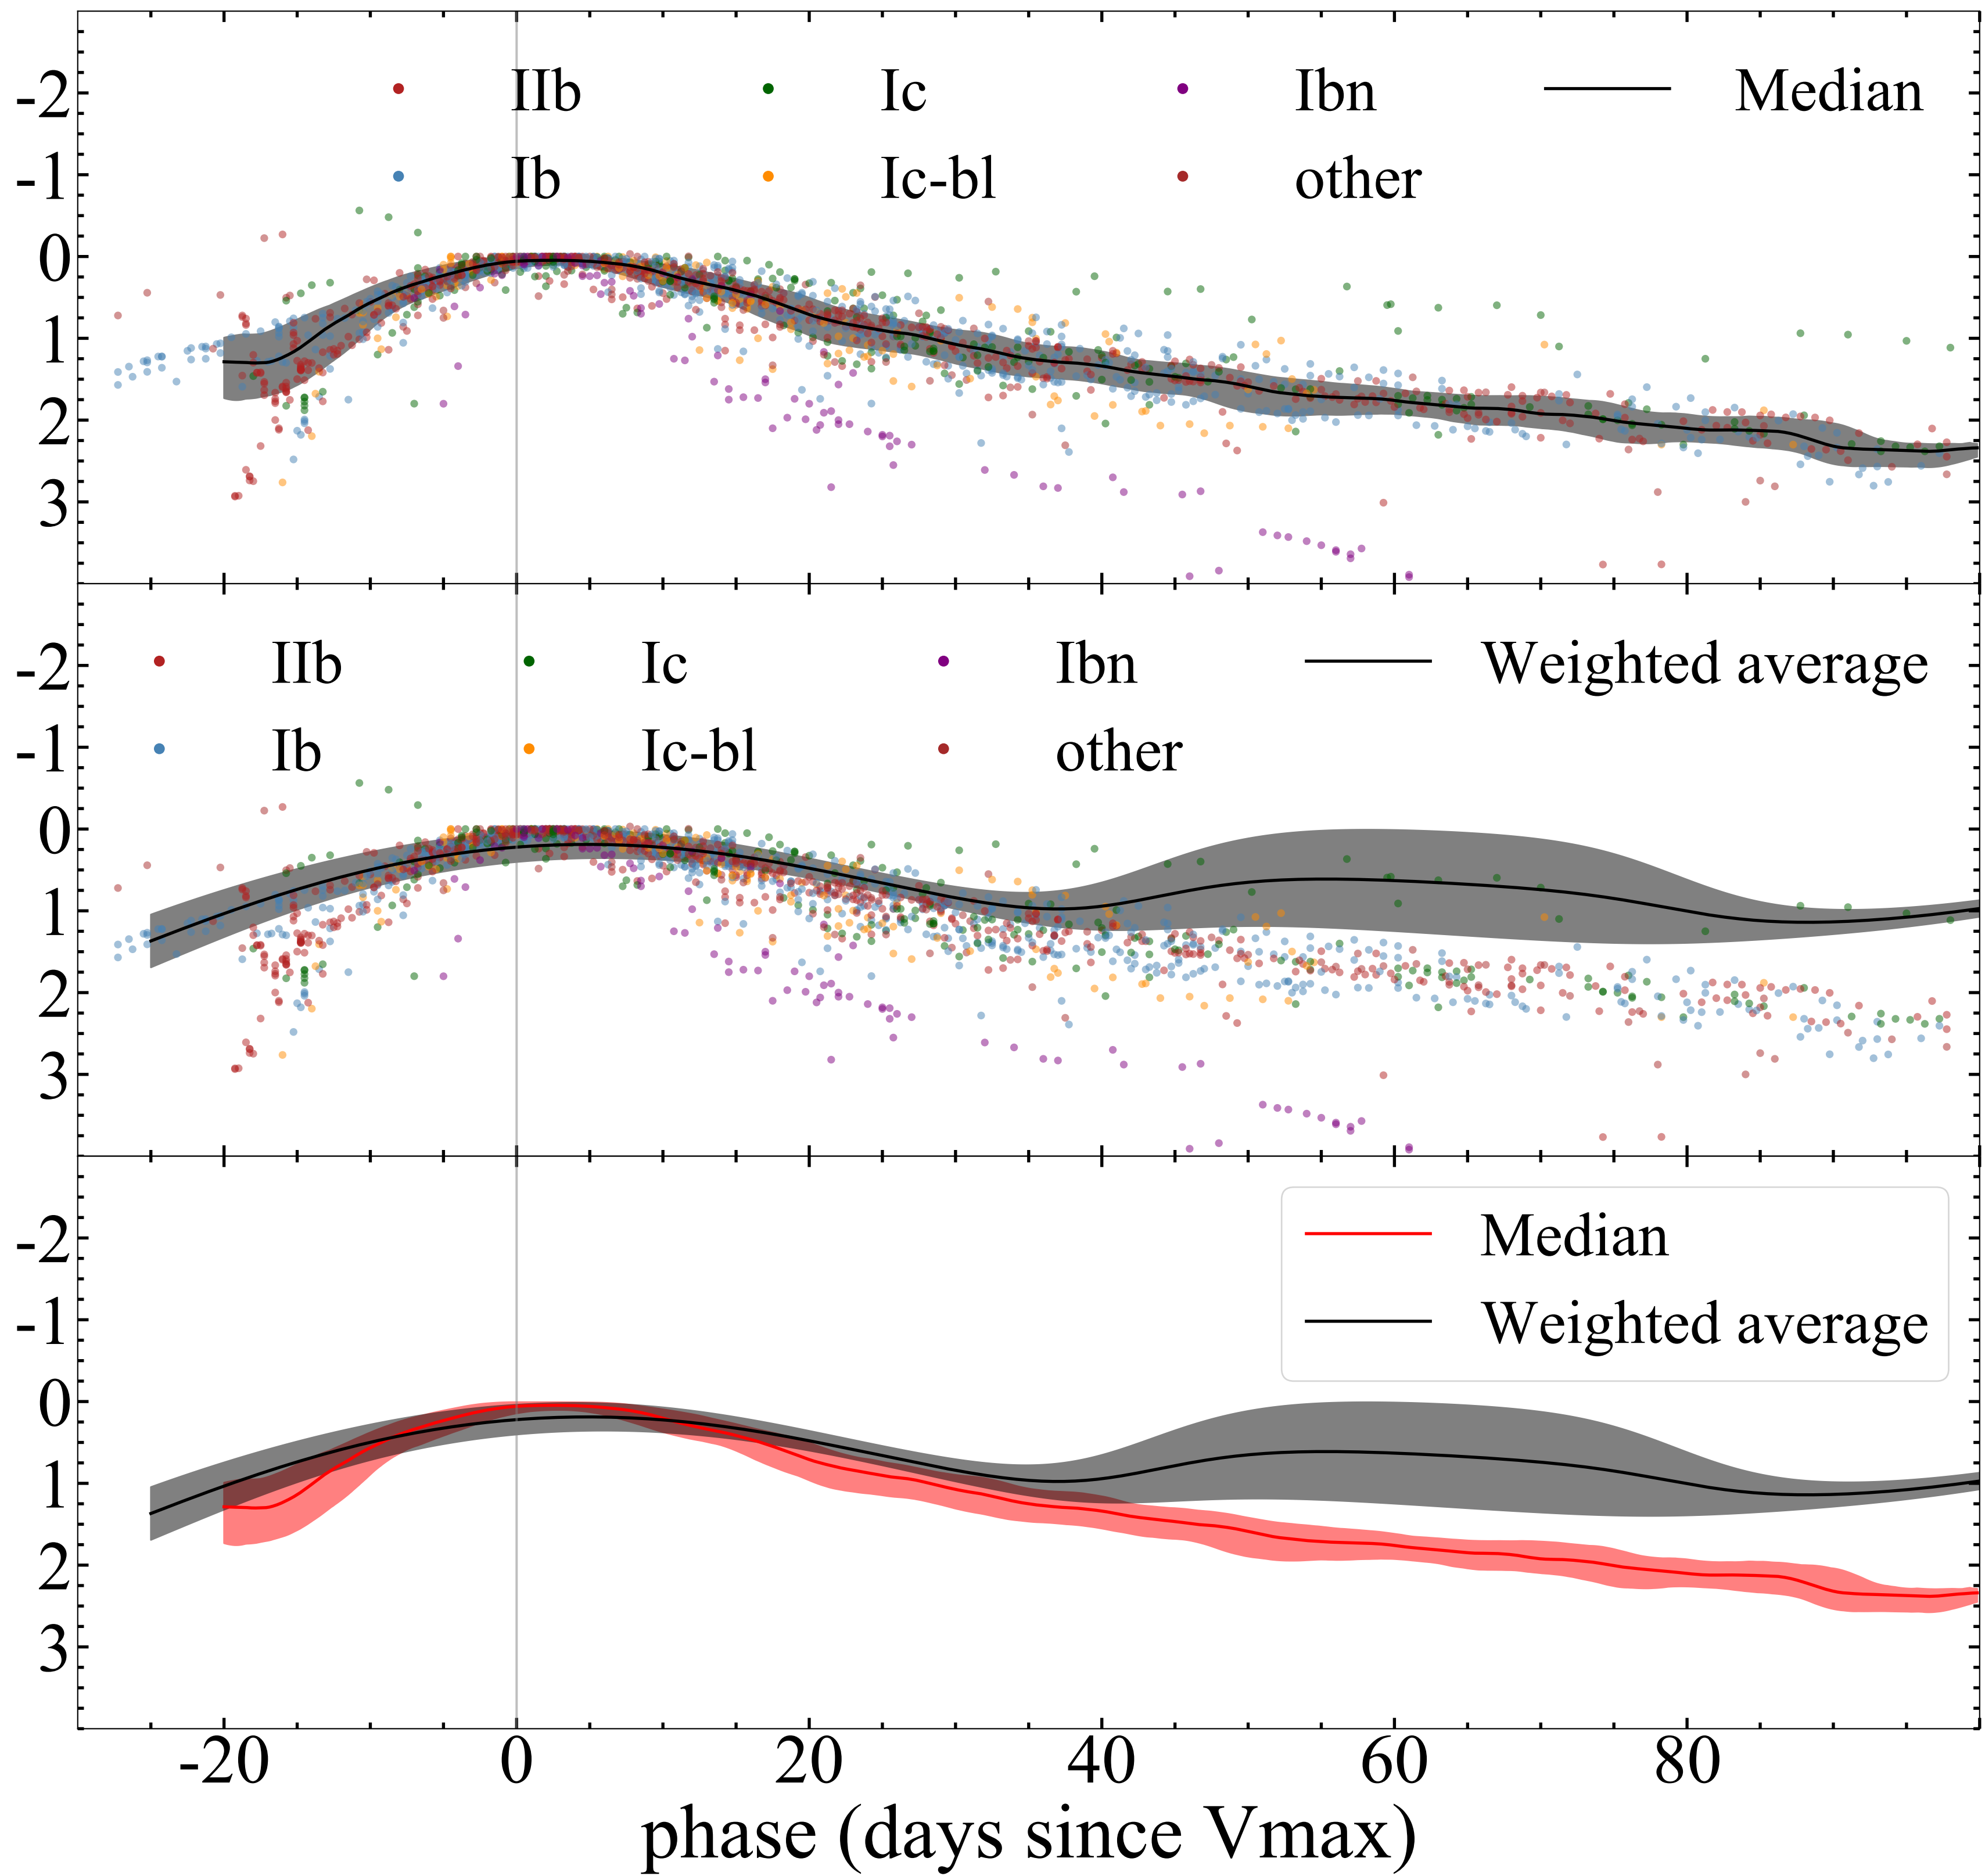 IIb Ic Ibn Median
-2
Ib Ic-bl other
-1
0
1
2
3
IIb Ic Ibn Weighted average
-2
Ib Ic-bl other
-1
0
1
2
3
Median
-2
Weighted average
-1
0
1
2
3
-20 0 20 40 60 80
phase (days since Vmax)